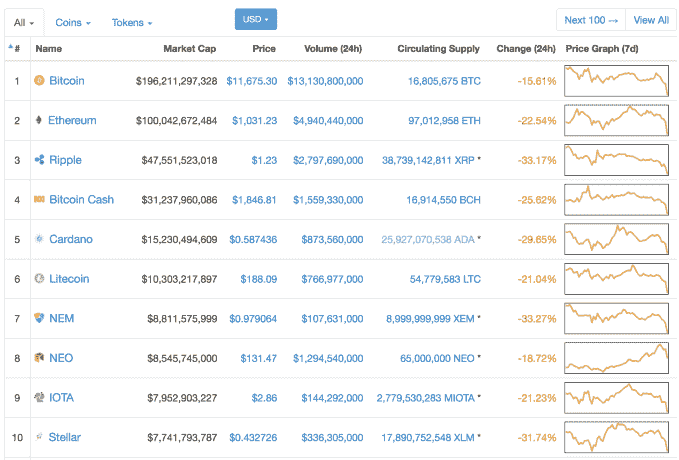 All Coins Tokens USD Next 100 → View All
# Name Market Cap Price Volume (24h) Circulating Supply Change (24h) Price Graph (7d)
1 Bitcoin $196,211,297,328 $11,675.30 $13,130,800,000 16,805,675 BTC -15.61%
2 Ethereum $100,042,672,484 $1,031.23 $4,940,440,000 97,012,958 ETH -22.54%
3 Ripple $47,551,523,018 $1.23 $2,797,690,000 38,739,142,811 XRP * -33.17%
4 Bitcoin Cash $31,237,960,086 $1,846.81 $1,559,330,000 16,914,550 BCH -25.62%
5 Cardano $15,230,494,609 $0.587436 $873,560,000 25,927,070,538 ADA * -29.65%
6 Litecoin $10,303,217,897 $188.09 $766,977,000 54,779,583 LTC -21.04%
7 NEM $8,811,575,999 $0.979064 $107,631,000 8,999,999,999 XEM * -33.27%
8 NEO $8,545,745,000 $131.47 $1,294,540,000 65,000,000 NEO * -18.72%
9 IOTA $7,952,903,227 $2.86 $144,292,000 2,779,530,283 MIOTA * -21.23%
10 Stellar $7,741,793,787 $0.432726 $336,305,000 17,890,752,548 XLM * -31.74%